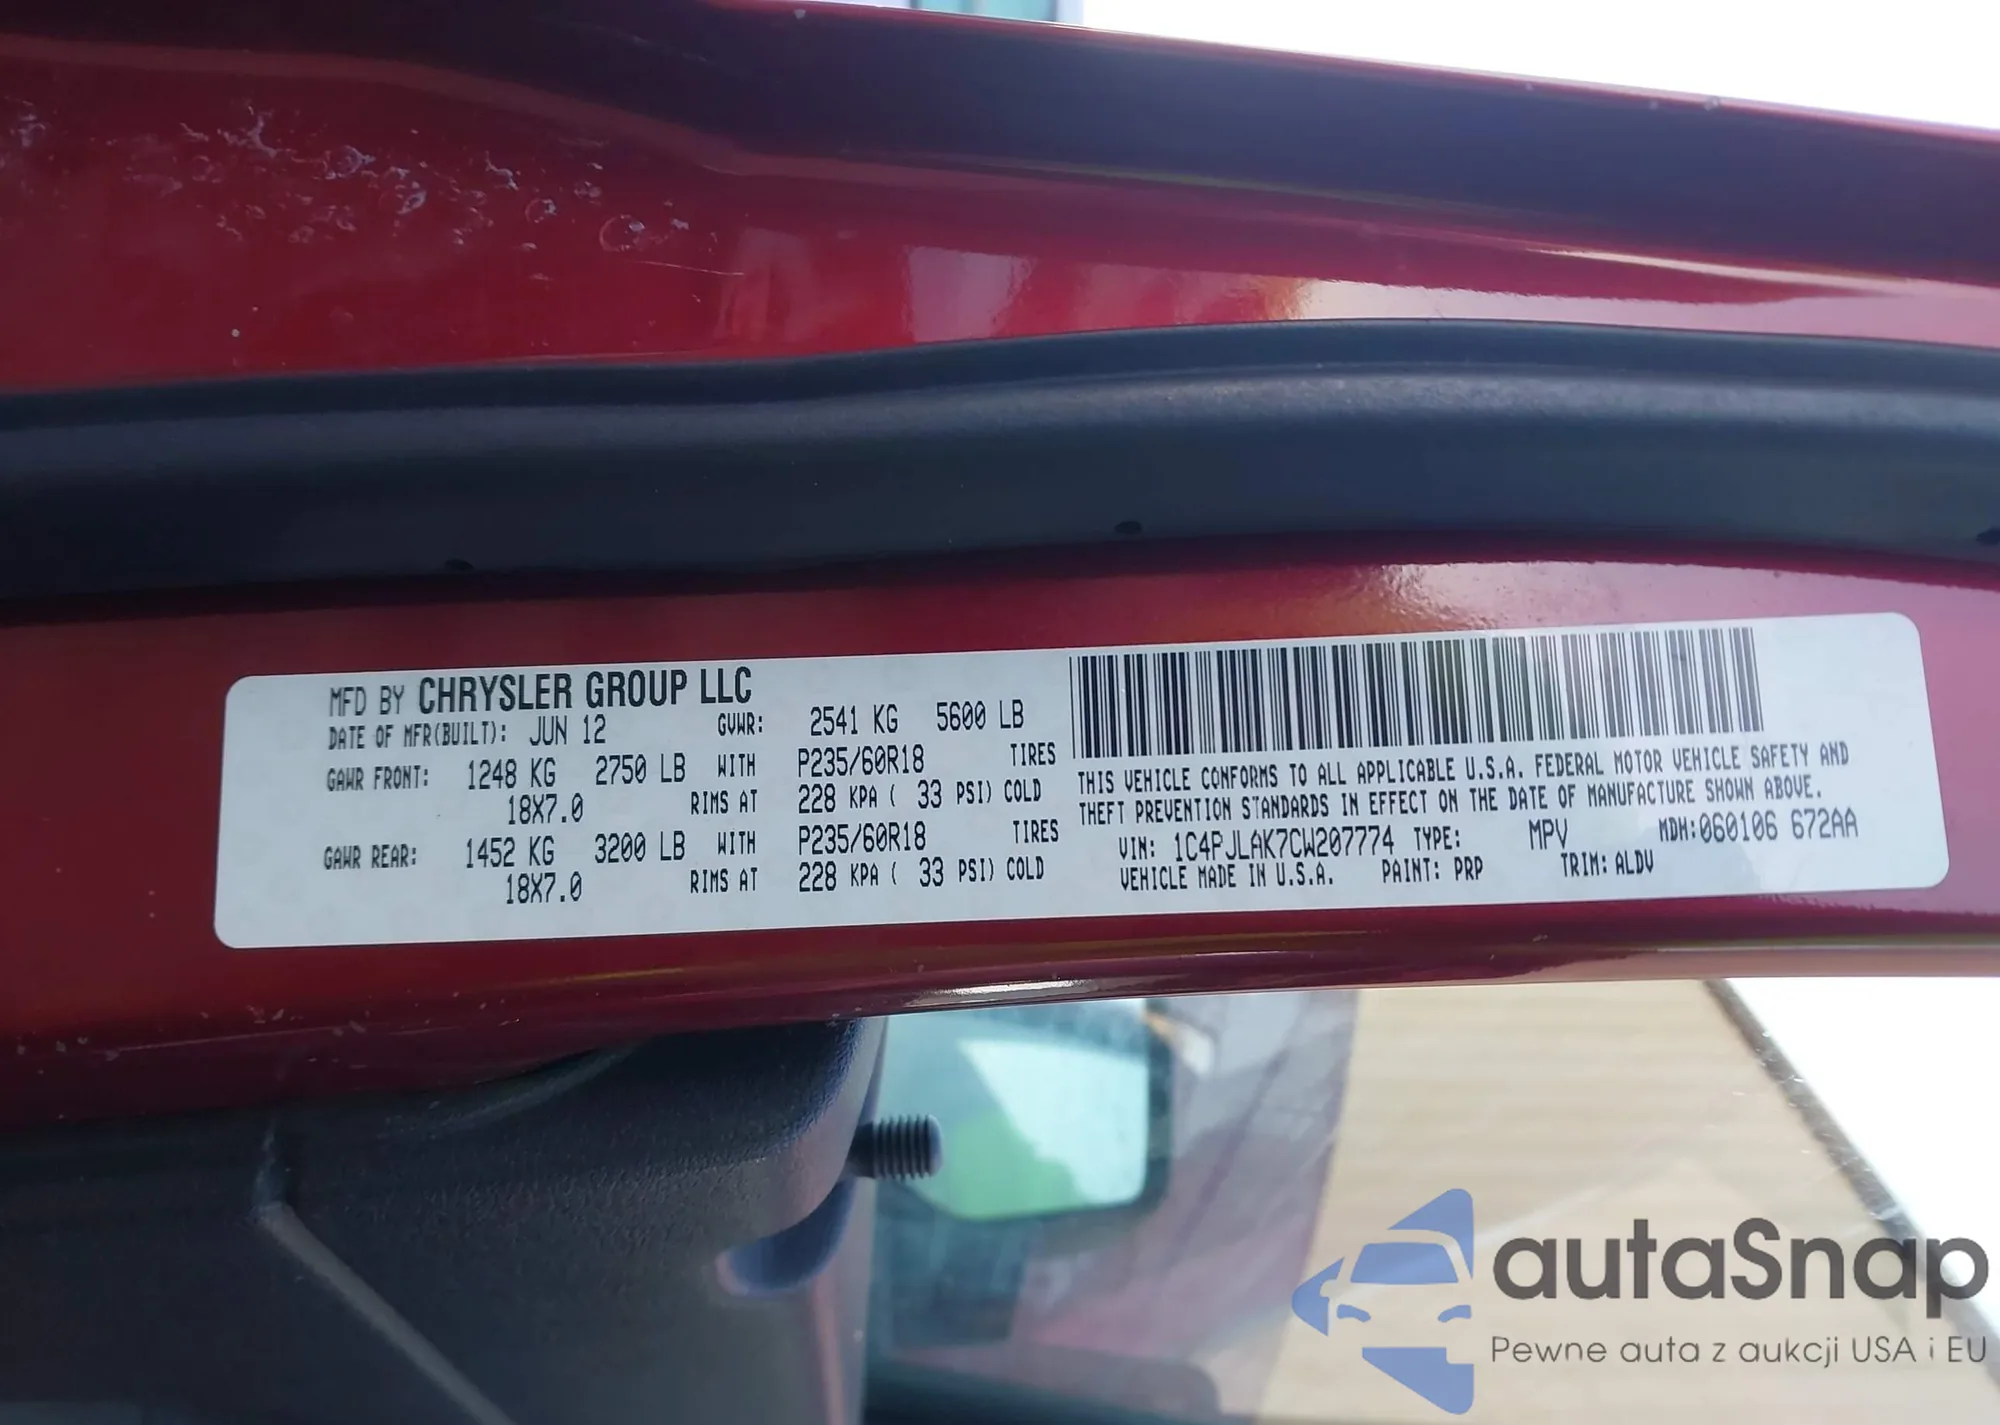 MFD BY CHRYSLER GROUP LLC
DATE OF MFR(BUILT): JUN 12 GVWR: 2541 KG 5600 LB
GAWR FRONT: 1248 KG 2750 LB WITH P235/60R18 TIRES
18X7.0 RIMS AT 228 KPA ( 33 PSI) COLD
GAWR REAR: 1452 KG 3200 LB WITH P235/60R18 TIRES
18X7.0 RIMS AT 228 KPA ( 33 PSI) COLD
THIS VEHICLE CONFORMS TO ALL APPLICABLE U.S.A. FEDERAL MOTOR VEHICLE SAFETY AND
THEFT PREVENTION STANDARDS IN EFFECT ON THE DATE OF MANUFACTURE SHOWN ABOVE.
VIN: 1C4PJLAK7CW207774 TYPE: MPV MDH:060106 672AA
VEHICLE MADE IN U.S.A. PAINT: PRP TRIM: ALDV
autaSnap
Pewne auta z aukcji USA i EU